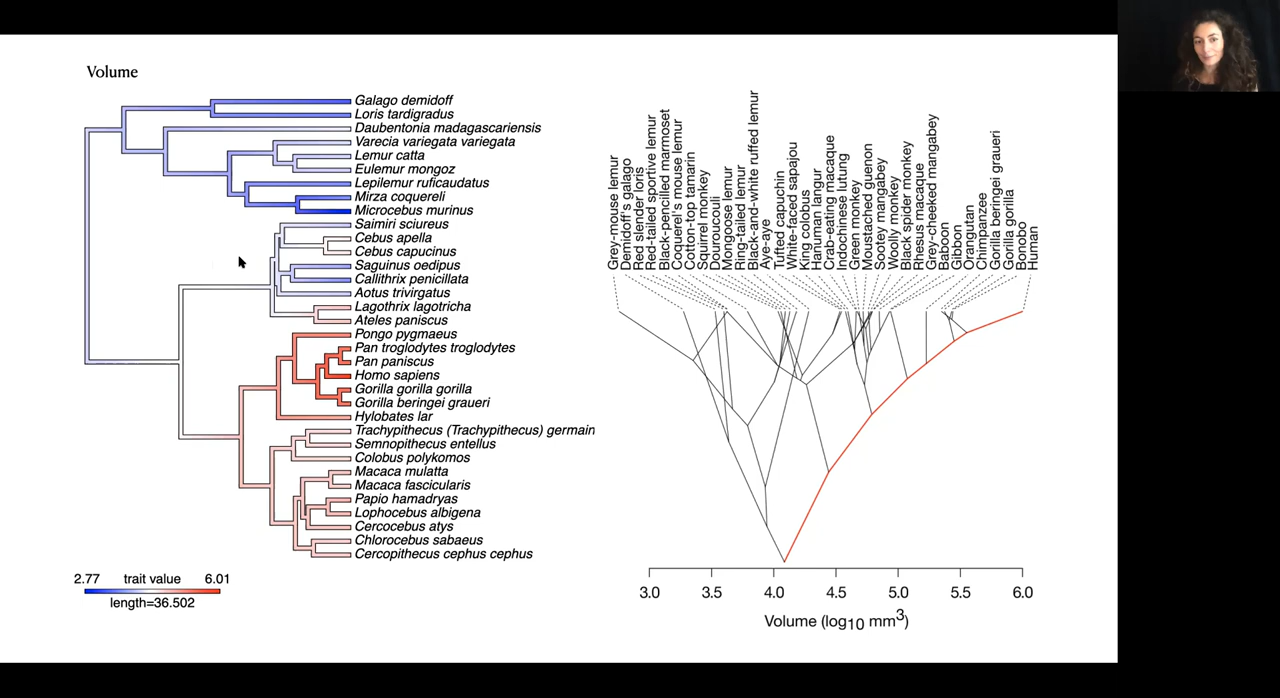 Volume
Galago demidoff
Loris tardigradus
Daubentonia madagascariensis
Varecia variegata variegata
Lemur catta
Eulemur mongoz
Lepilemur ruficaudatus
Mirza coquereli
Microcebus murinus
Saimiri sciureus
Cebus apella
Cebus capucinus
Saguinus oedipus
Callithrix penicillata
Aotus trivirgatus
Lagothrix lagotricha
Ateles paniscus
Pongo pygmaeus
Pan troglodytes troglodytes
Pan paniscus
Homo sapiens
Gorilla gorilla gorilla
Gorilla beringei graueri
Hylobates lar
Trachypithecus (Trachypithecus) germain
Semnopithecus entellus
Colobus polykomos
Macaca mulatta
Macaca fascicularis
Papio hamadryas
Lophocebus albigena
Cercocebus atys
Chlorocebus sabaeus
Cercopithecus cephus cephus
2.77 trait value 6.01
length=36.502
Grey-mouse lemur
Demidoff's galago
Red slender loris
Red-tailed sportive lemur
Black-pencilled marmoset
Coquerel's mouse lemur
Cotton-top tamarin
Squirrel monkey
Douroucouli
Mongoose lemur
Ring-tailed lemur
Black-and-white ruffed lemur
Aye-aye
Tufted capuchin
White-faced sapajou
King colobus
Hanuman langur
Crab-eating macaque
Indochinese lutung
Green monkey
Moustached guenon
Sootey mangabey
Woolly monkey
Black spider monkey
Rhesus macaque
Grey-cheeked mangabey
Baboon
Gibbon
Orangutan
Chimpanzee
Gorilla beringei graueri
Gorilla gorilla
Bonobo
Human
3.0 3.5 4.0 4.5 5.0 5.5 6.0
Volume (log10 mm3)